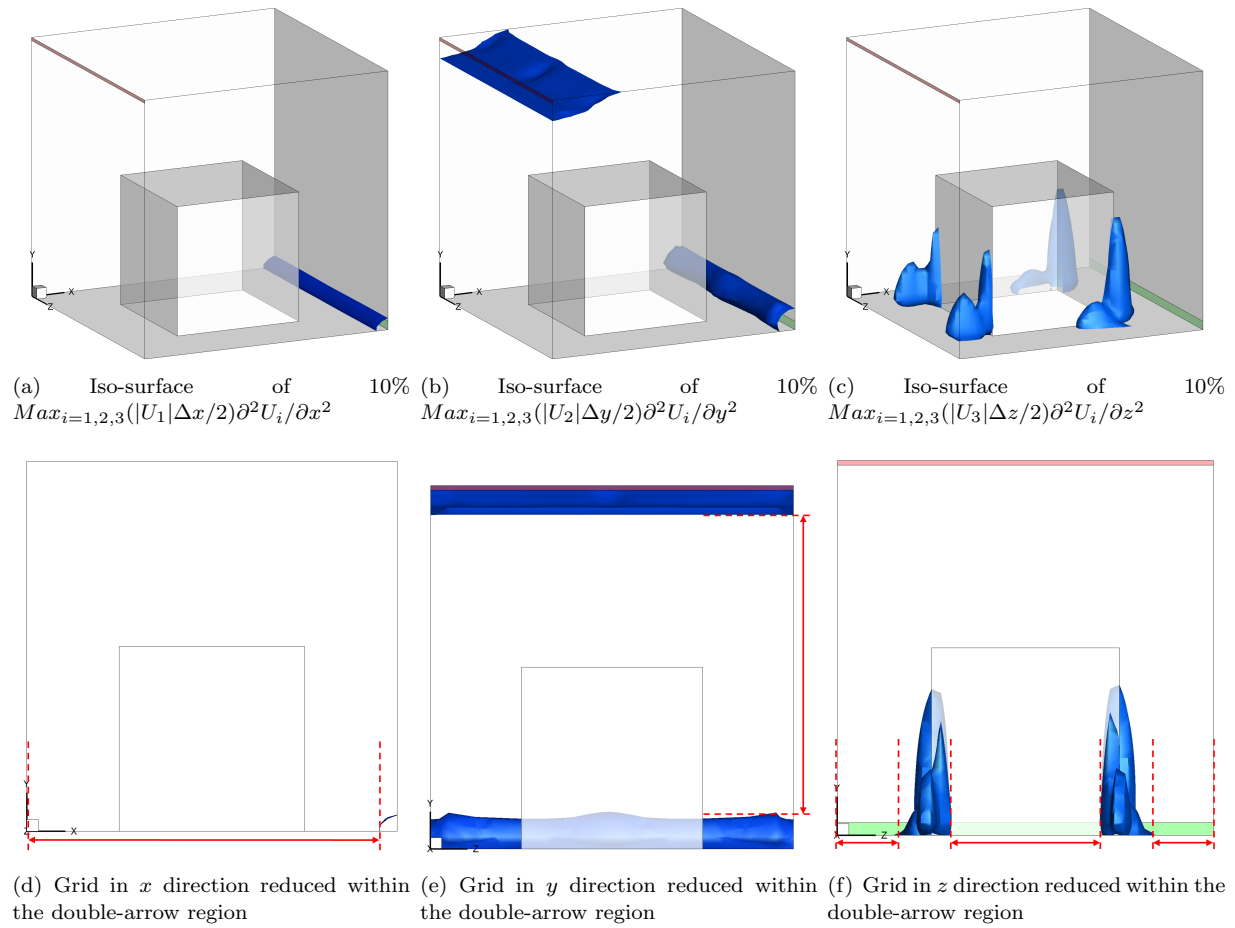 Y
X
Z
Y
X
Z
Y
X
Z
(a) Iso-surface of 10%
Max_{i=1,2,3}(|U_1|Δx/2)∂²U_i/∂x²
(b) Iso-surface of 10%
Max_{i=1,2,3}(|U_2|Δy/2)∂²U_i/∂y²
(c) Iso-surface of 10%
Max_{i=1,2,3}(|U_3|Δz/2)∂²U_i/∂z²
Y
Z
X
Y
X
Z
Y
X
Z
(d) Grid in x direction reduced within
the double-arrow region
(e) Grid in y direction reduced within
the double-arrow region
(f) Grid in z direction reduced within the
double-arrow region